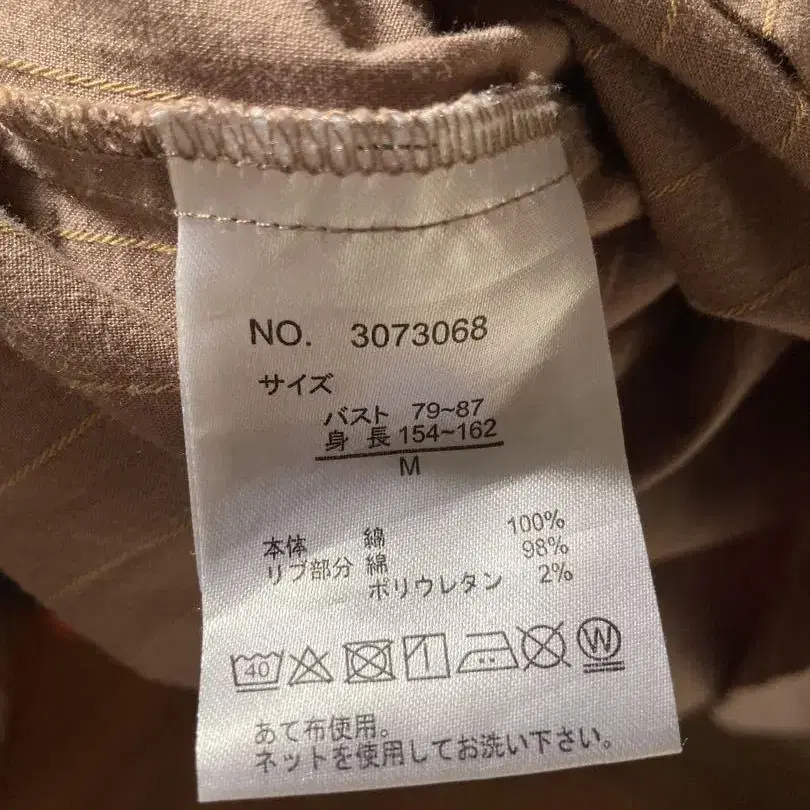 NO. 3073068
サイズ
バスト 79~87
身 長 154~162
M
本体 綿 100%
リブ部分 綿 98%
ポリウレタン 2%
40 W
あて布使用。
ネットを使用してお洗い下さい。